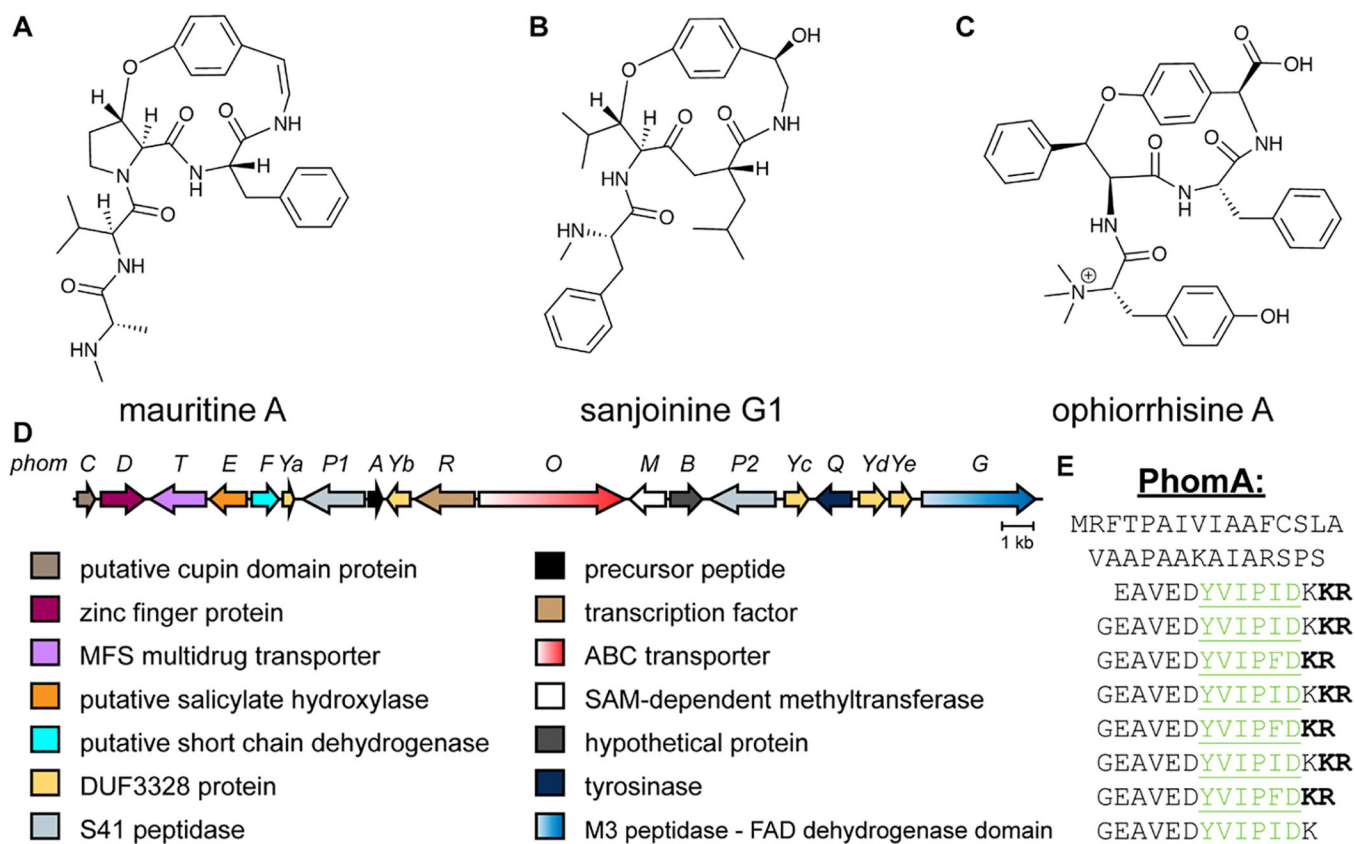 A
B
C
O
H
H
N
O
O
N
H
H
NH
H
O
NH
O
HN
OH
O
H
H
O
O
NH
H
NH
O
HN
O
OH
O
O
O
N
H
NH
NH
O
N
+
OH
mauritine A
sanjoinine G1
ophiorrhisine A
D
phom C D T E F Ya P1 A Yb R O M B P2 Yc Q Yd Ye G
1 kb
putative cupin domain protein
zinc finger protein
MFS multidrug transporter
putative salicylate hydroxylase
putative short chain dehydrogenase
DUF3328 protein
S41 peptidase
precursor peptide
transcription factor
ABC transporter
SAM-dependent methyltransferase
hypothetical protein
tyrosinase
M3 peptidase - FAD dehydrogenase domain
E
PhomA:
MRFTPAIVIAAFCSLA
VAAPAAKAIARSPS
EAVEDYVIPIDKKR
GEAVEDYVIPIDKKR
GEAVEDYVIPFDKR
GEAVEDYVIPIDKKR
GEAVEDYVIPFDKR
GEAVEDYVIPIDKKR
GEAVEDYVIPFDKR
GEAVEDYVIPIDK